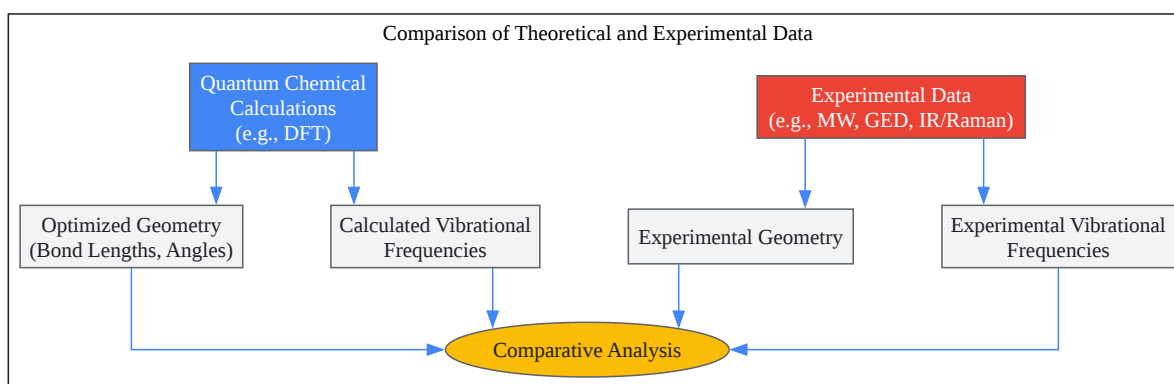 Comparison of Theoretical and Experimental Data
Quantum Chemical
Calculations
(e.g., DFT)
Experimental Data
(e.g., MW, GED, IR/Raman)
Optimized Geometry
(Bond Lengths, Angles)
Calculated Vibrational
Frequencies
Experimental Geometry
Experimental Vibrational
Frequencies
Comparative Analysis